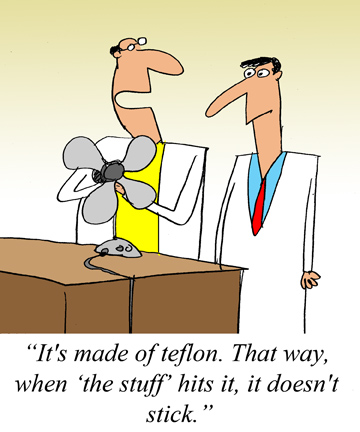 “It's made of teflon. That way,
when ‘the stuff’ hits it, it doesn't
stick.”